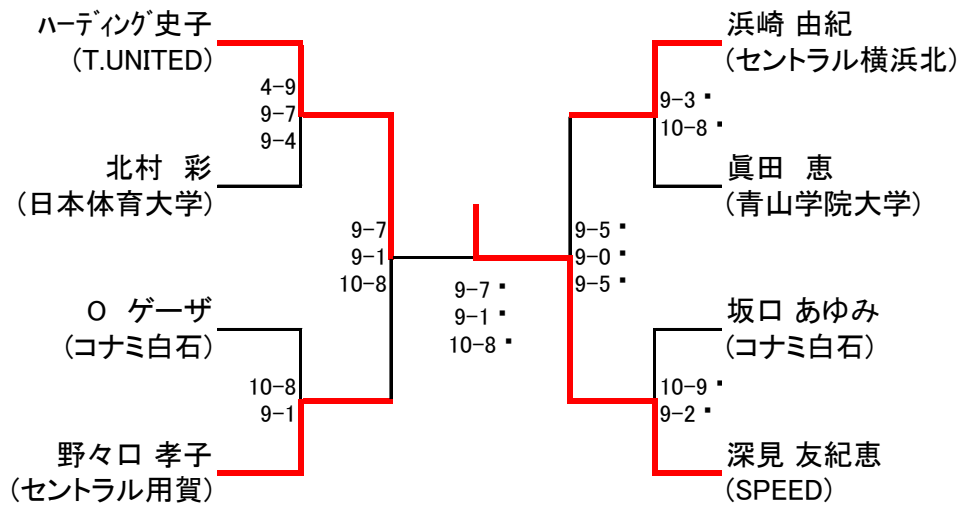 ハーディング史子
(T.UNITED)
4-9
9-7
9-4
北村 彩
(日本体育大学)
9-7
9-1
10-8
O ゲーザ
(コナミ白石)
10-8
9-1
野々口 孝子
(セントラル用賀)
9-7 ▪
9-1 ▪
10-8 ▪
浜崎 由紀
(セントラル横浜北)
9-3 ▪
10-8 ▪
眞田 恵
(青山学院大学)
9-5 ▪
9-0 ▪
9-5 ▪
坂口 あゆみ
(コナミ白石)
10-9 ▪
9-2 ▪
深見 友紀恵
(SPEED)